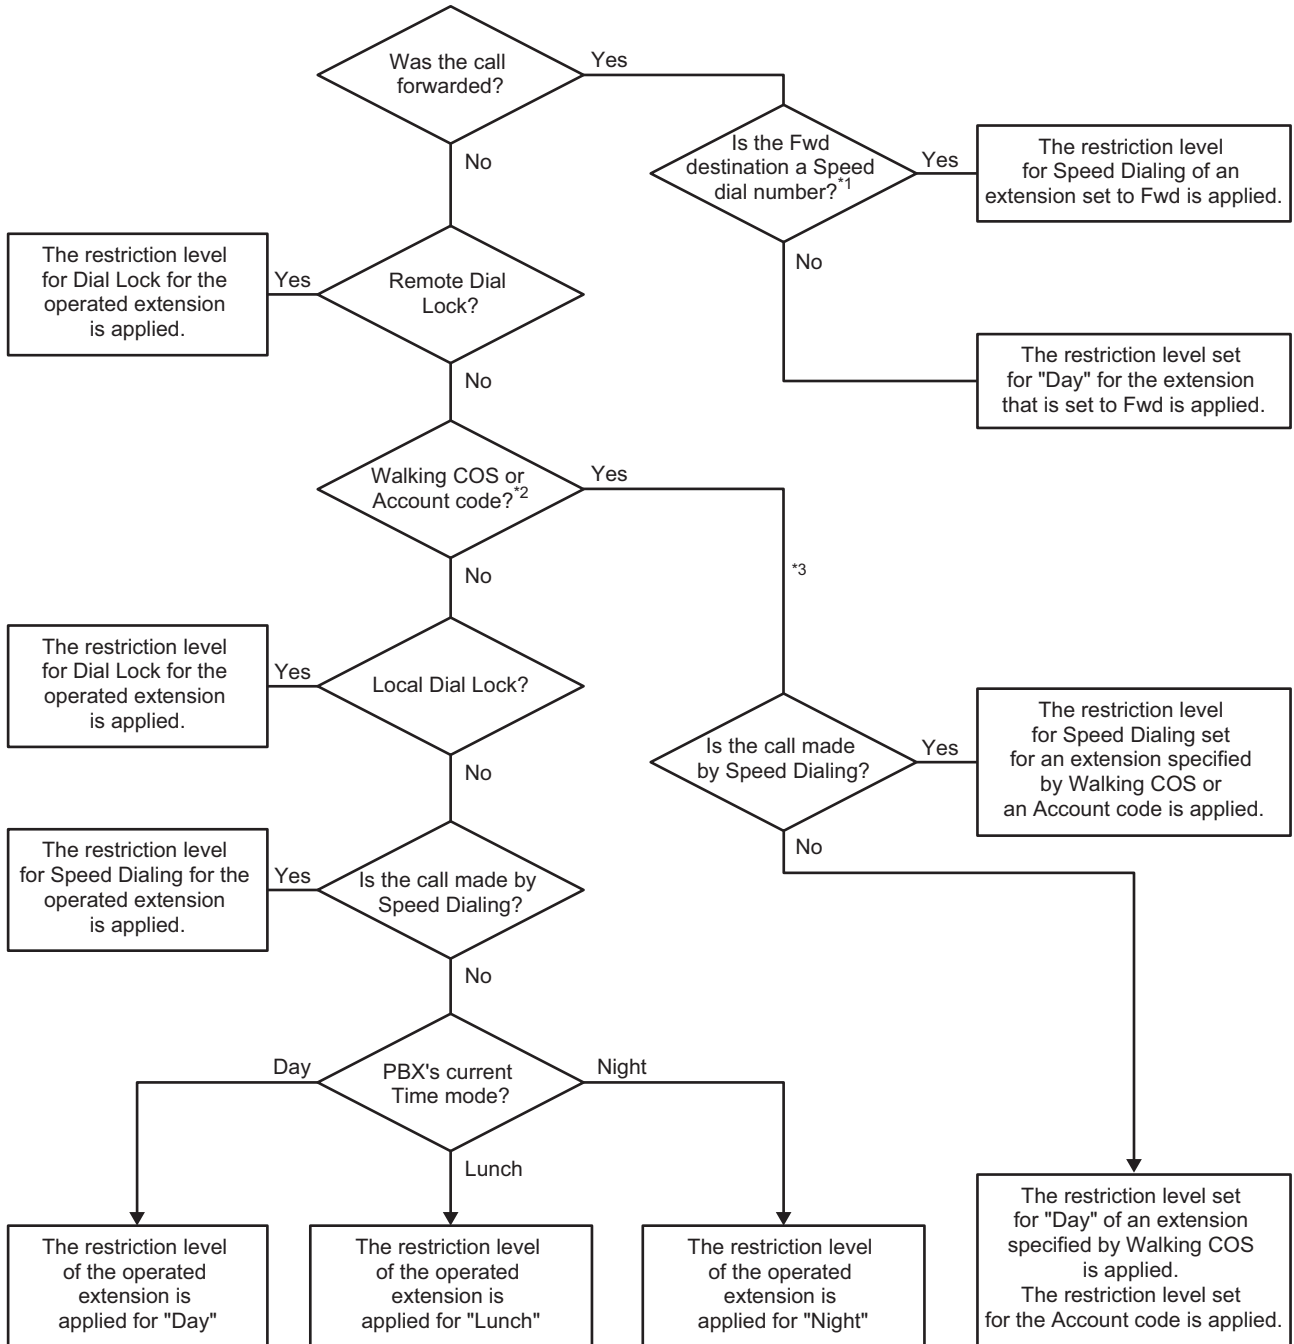 Was the call
forwarded?
Yes
No
Is the Fwd
destination a Speed
dial number?*1
Yes
The restriction level
for Speed Dialing of an
extension set to Fwd is applied.
No
The restriction level set
for "Day" for the extension
that is set to Fwd is applied.
The restriction level
for Dial Lock for the
operated extension
is applied.
Yes
Remote Dial
Lock?
No
Walking COS or
Account code?*2
Yes
*3
No
The restriction level
for Dial Lock for the
operated extension
is applied.
Yes
Local Dial Lock?
No
Is the call made
by Speed Dialing?
Yes
The restriction level
for Speed Dialing set
for an extension specified
by Walking COS or
an Account code is applied.
No
The restriction level
for Speed Dialing for the
operated extension
is applied.
Yes
Is the call made by
Speed Dialing?
No
Day
PBX's current
Time mode?
Night
Lunch
The restriction level
of the operated
extension is
applied for "Day"
The restriction level
of the operated
extension is
applied for "Lunch"
The restriction level
of the operated
extension is
applied for "Night"
The restriction level set
for "Day" of an extension
specified by Walking COS
is applied.
The restriction level set
for the Account code is applied.